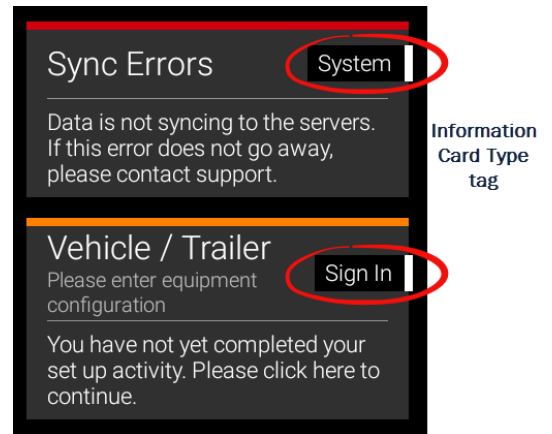 Sync Errors
System
Data is not syncing to the servers.
If this error does not go away,
please contact support.
Information
Card Type
tag
Vehicle / Trailer
Please enter equipment
configuration
Sign In
You have not yet completed your
set up activity. Please click here to
continue.